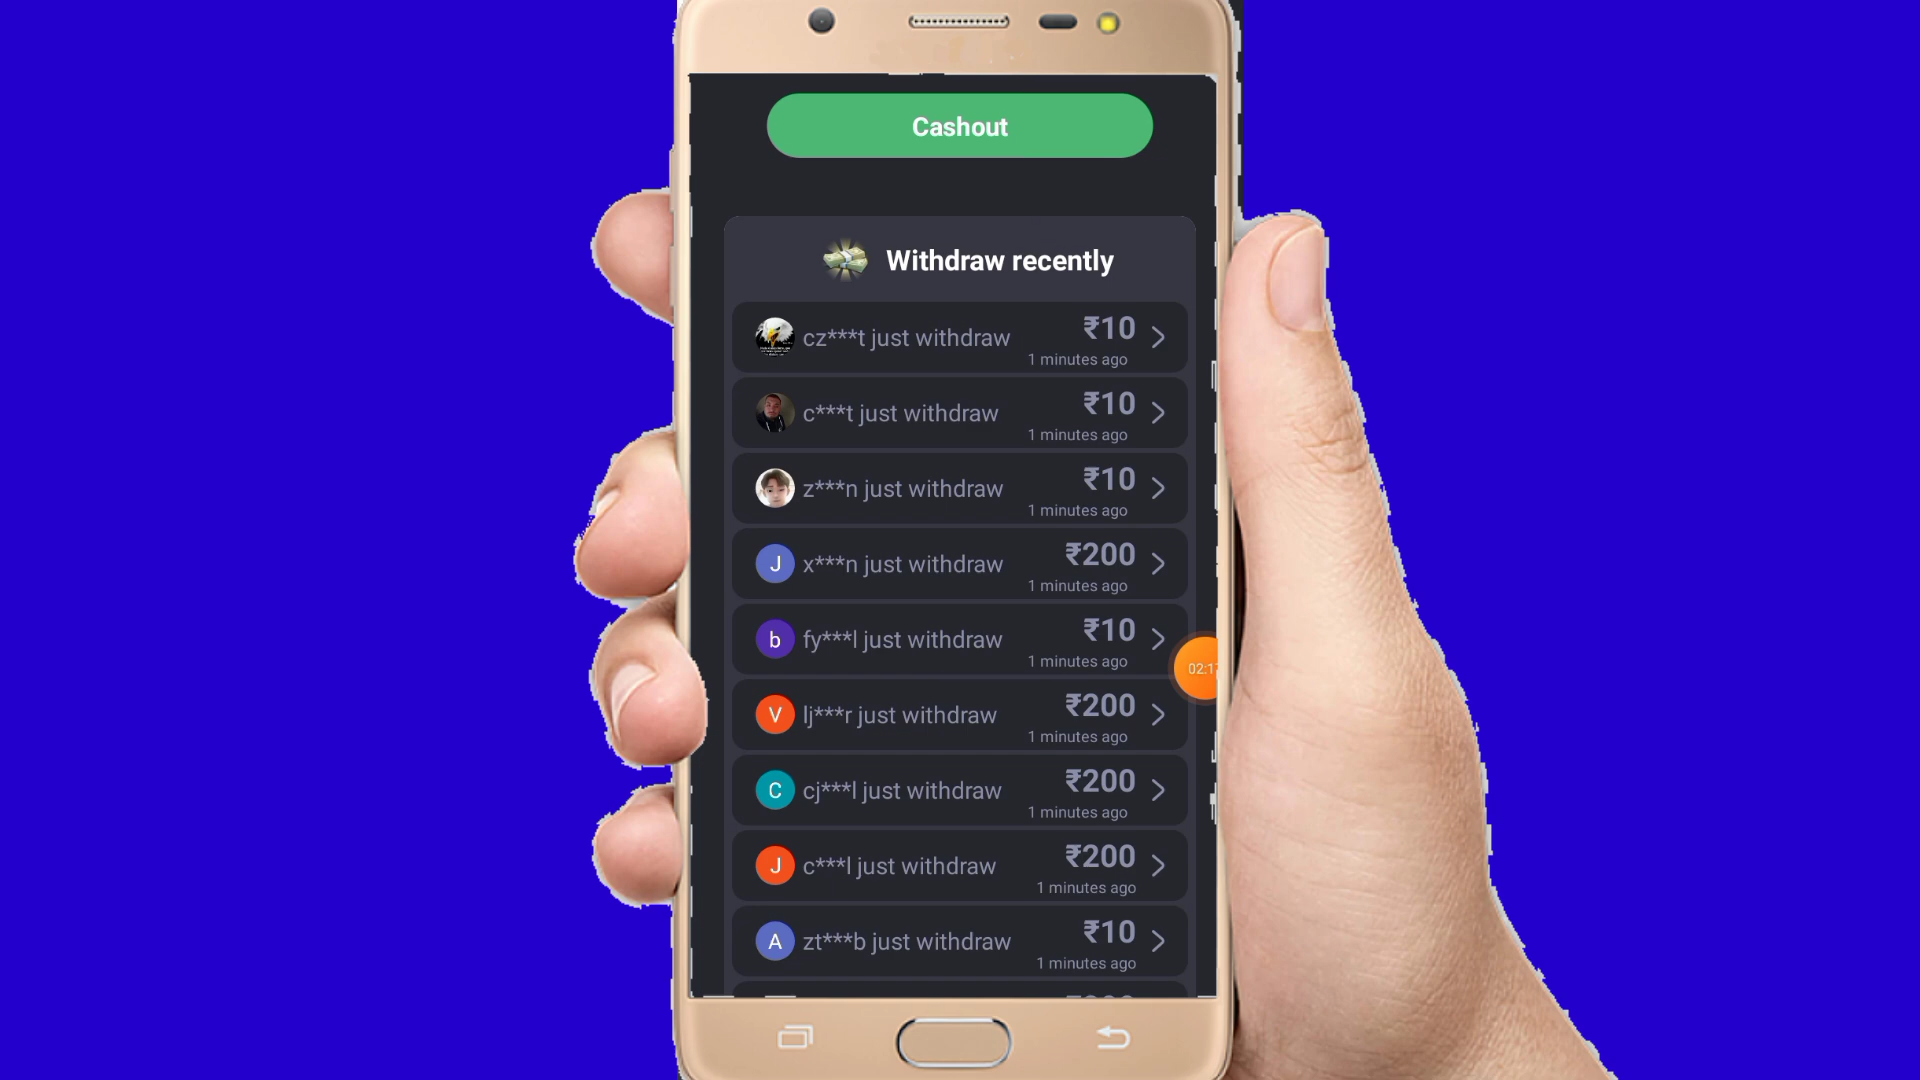 Cashout
Withdraw recently
cz***t just withdraw ₹10
1 minutes ago
c***t just withdraw ₹10
1 minutes ago
z***n just withdraw ₹10
1 minutes ago
J x***n just withdraw ₹200
1 minutes ago
b fy***l just withdraw ₹10
1 minutes ago
02:17
V lj***r just withdraw ₹200
1 minutes ago
C cj***l just withdraw ₹200
1 minutes ago
J c***l just withdraw ₹200
1 minutes ago
A zt***b just withdraw ₹10
1 minutes ago